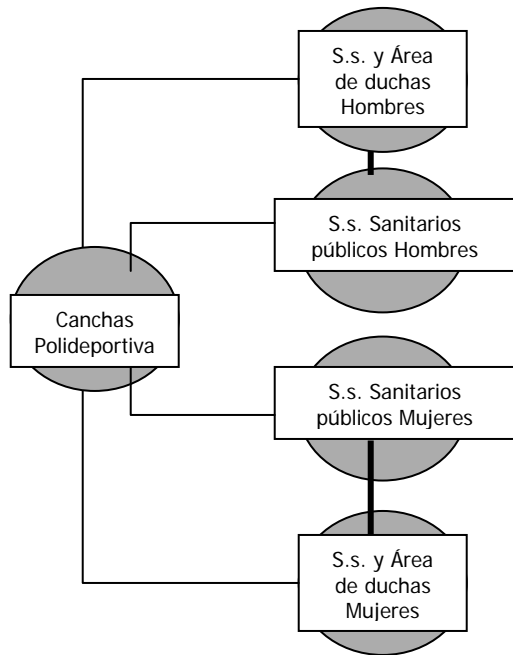 S.s. y Área
de duchas
Hombres
S.s. Sanitarios
públicos Hombres
Canchas
Polideportiva
S.s. Sanitarios
públicos Mujeres
S.s. y Área
de duchas
Mujeres